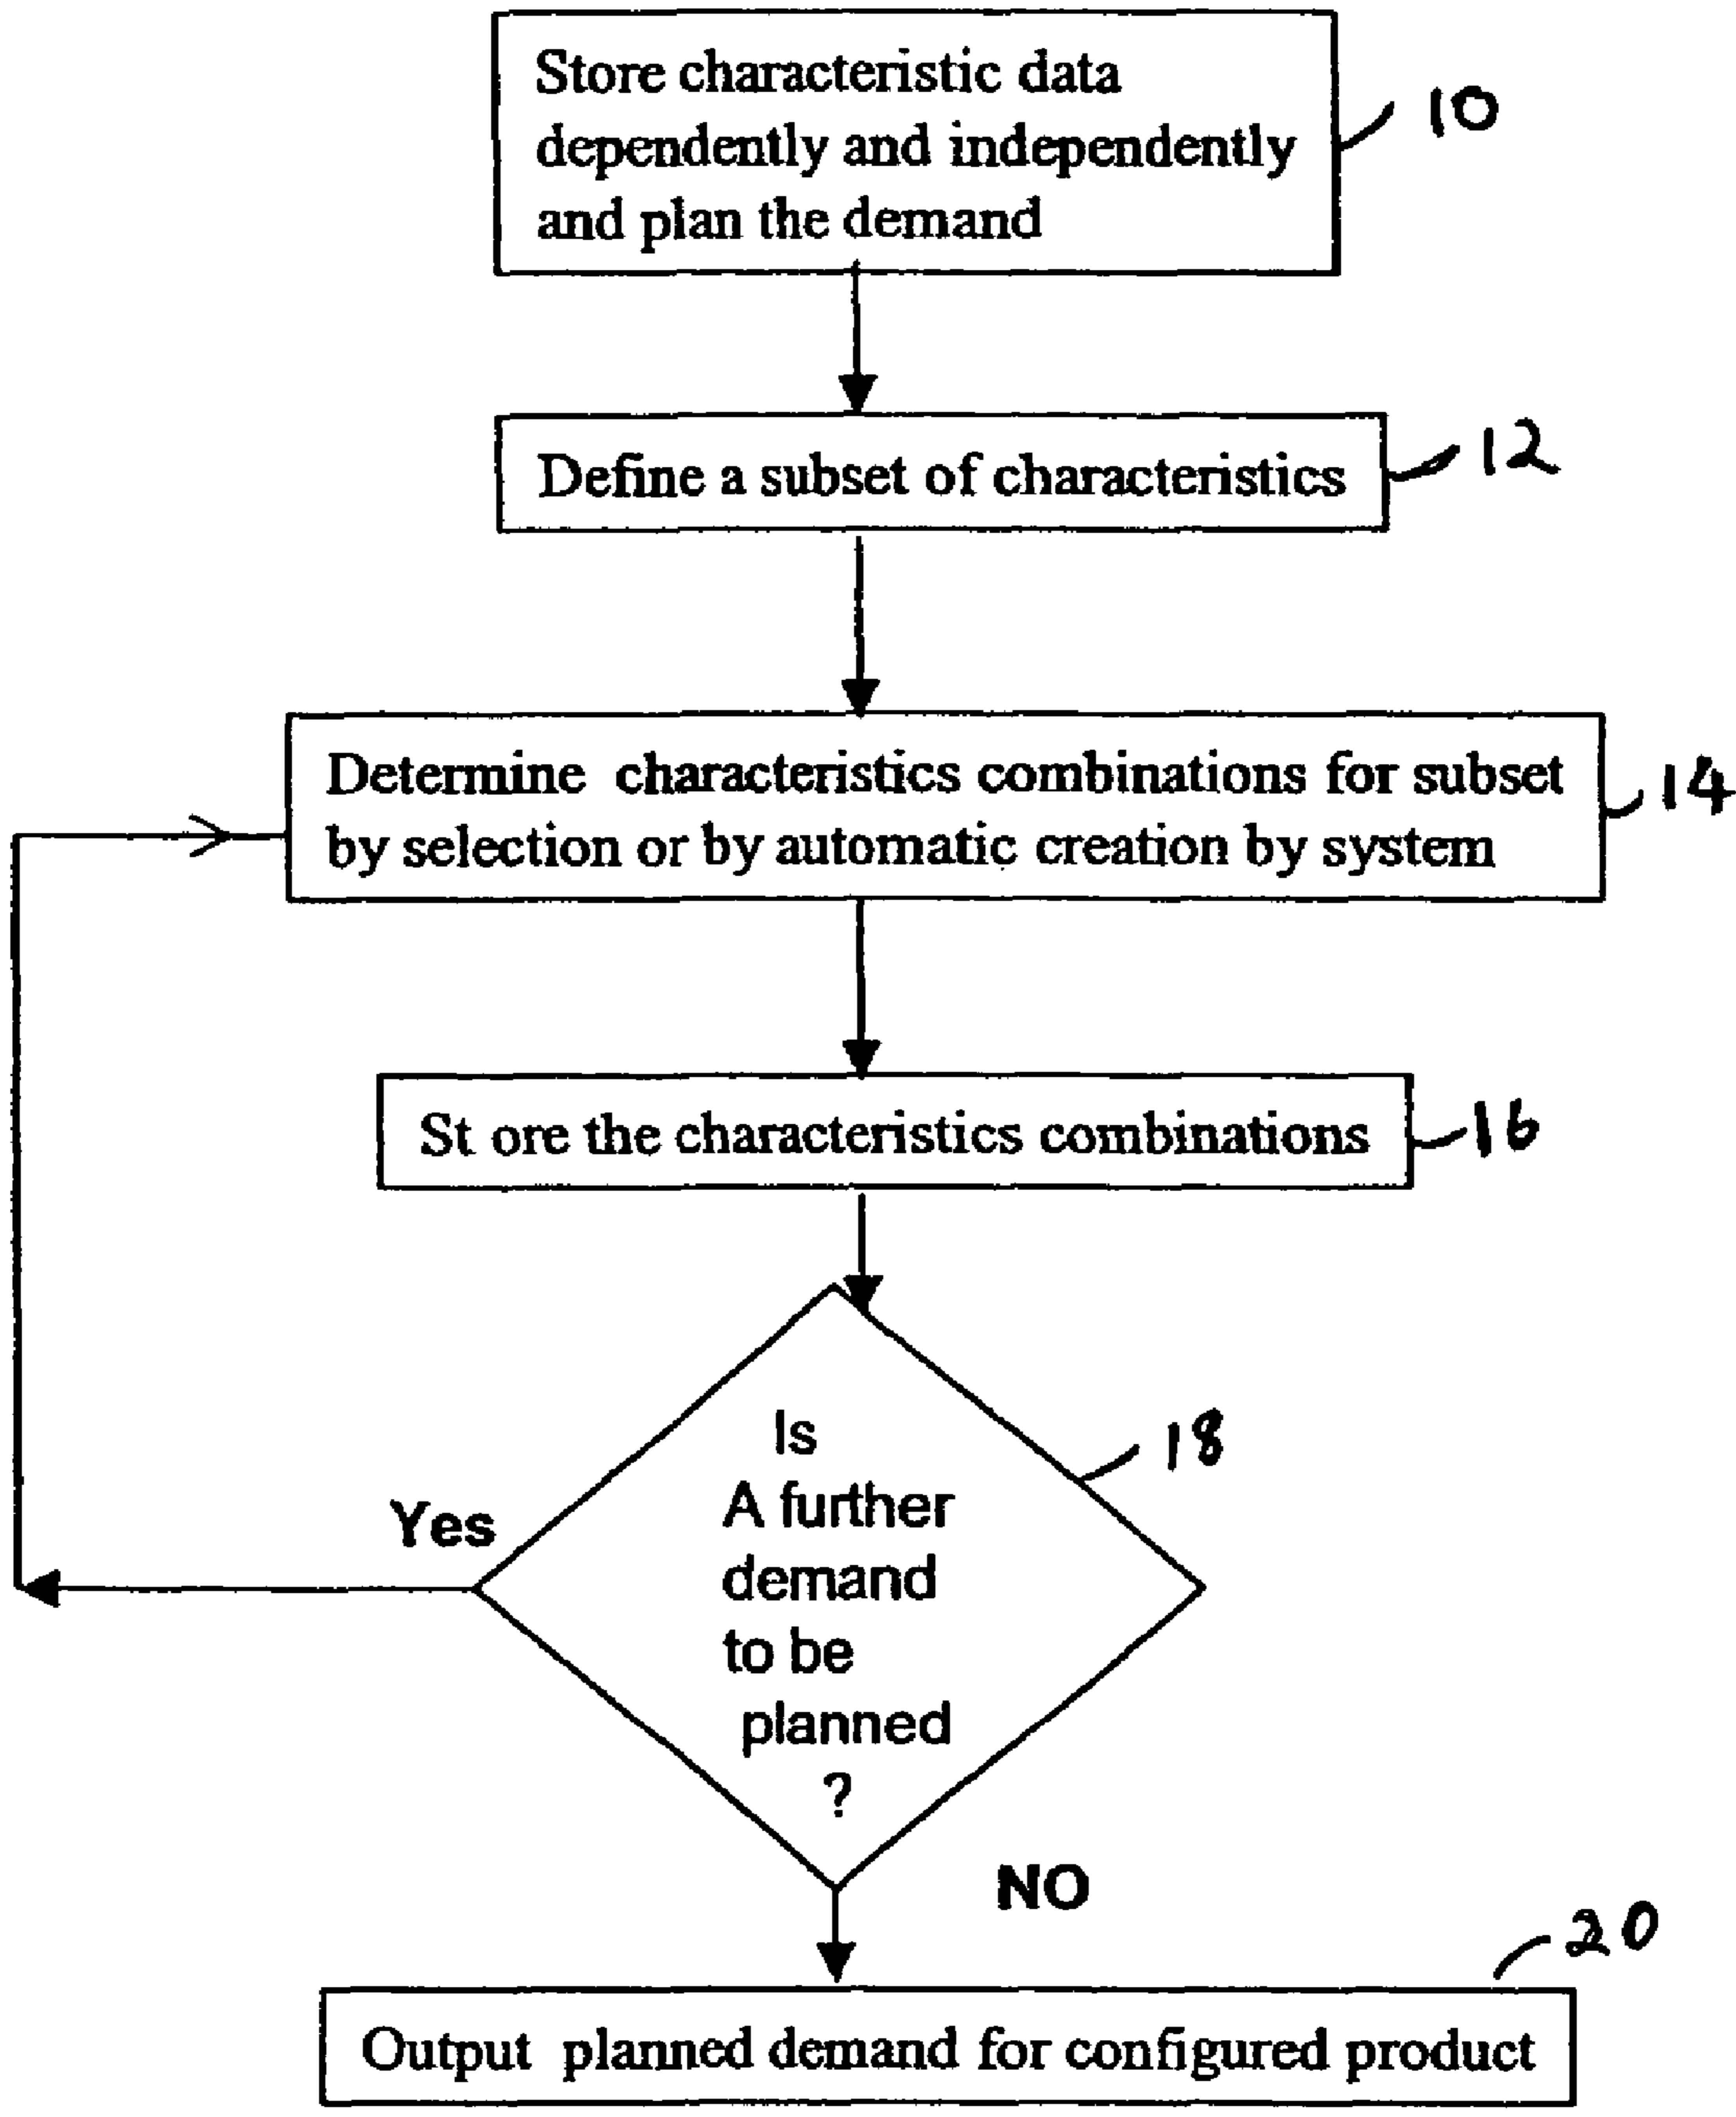 Store characteristic data
dependently and independently
and plan the demand
10
Define a subset of characteristics
12
Determine characteristics combinations for subset
by selection or by automatic creation by system
14
St ore the characteristics combinations
16
Is
A further
demand
to be
planned
?
18
Yes
NO
20
Output planned demand for configured product